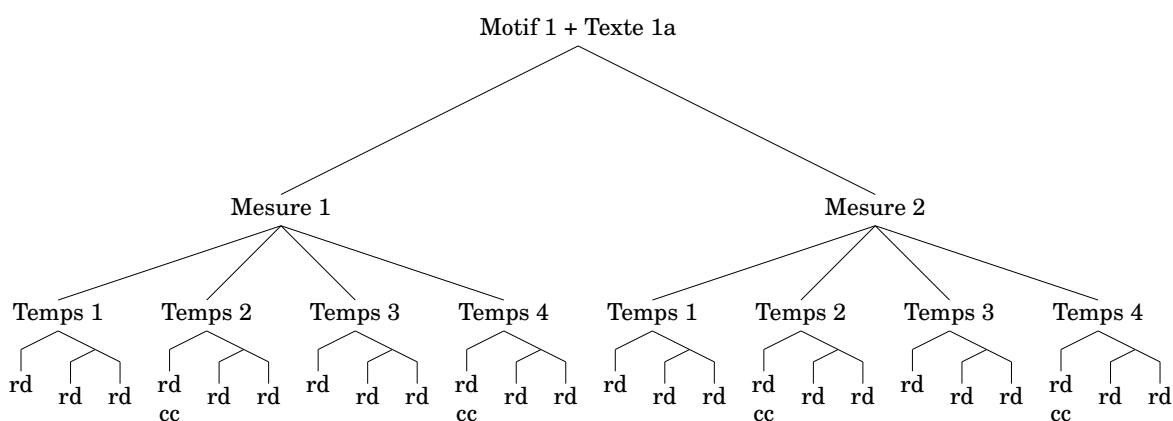 Motif 1 + Texte 1a
Mesure 1 Mesure 2
Temps 1 Temps 2 Temps 3 Temps 4 Temps 1 Temps 2 Temps 3 Temps 4
rd rd rd rd rd rd rd rd
rd rd rd rd rd rd rd rd rd rd rd rd rd rd rd rd
cc cc cc cc